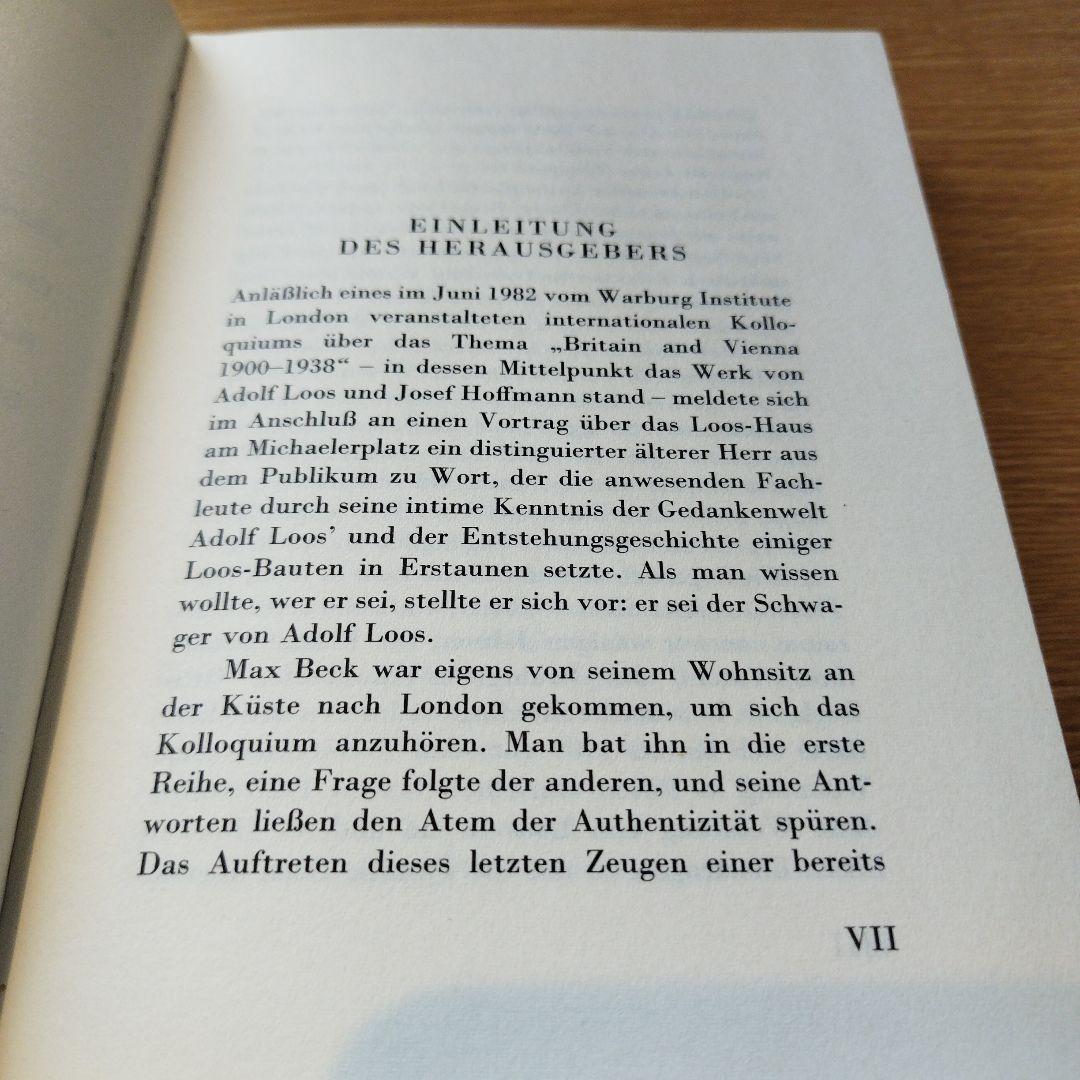 EINLEITUNG
DES HERAUSGEBERS
Anläßlich eines im Juni 1982 vom Warburg Institute
in London veranstalteten internationalen Kollo-
quiums über das Thema „Britain and Vienna
1900–1938“ – in dessen Mittelpunkt das Werk von
Adolf Loos und Josef Hoffmann stand – meldete sich
im Anschluß an einen Vortrag über das Loos-Haus
am Michaelerplatz ein distinguierter älterer Herr aus
dem Publikum zu Wort, der die anwesenden Fach-
leute durch seine intime Kenntnis der Gedankenwelt
Adolf Loos’ und der Entstehungsgeschichte einiger
Loos-Bauten in Erstaunen setzte. Als man wissen
wollte, wer er sei, stellte er sich vor: er sei der Schwa-
ger von Adolf Loos.
Max Beck war eigens von seinem Wohnsitz an
der Küste nach London gekommen, um sich das
Kolloquium anzuhören. Man bat ihn in die erste
Reihe, eine Frage folgte der anderen, und seine Ant-
worten ließen den Atem der Authentizität spüren.
Das Auftreten dieses letzten Zeugen einer bereits
VII